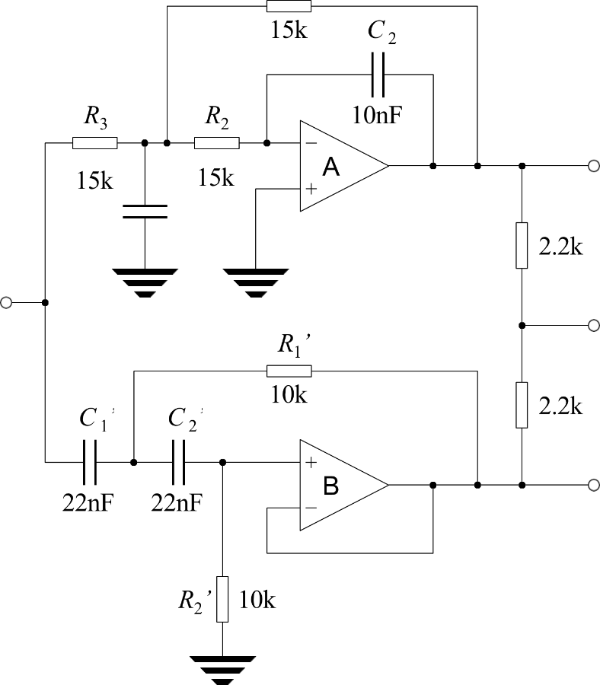 15k
C2
10nF
R3
15k
R2
15k
−
A
+
2.2k
2.2k
R1’
10k
C1'
22nF
C2'
22nF
+
B
−
R2’
10k